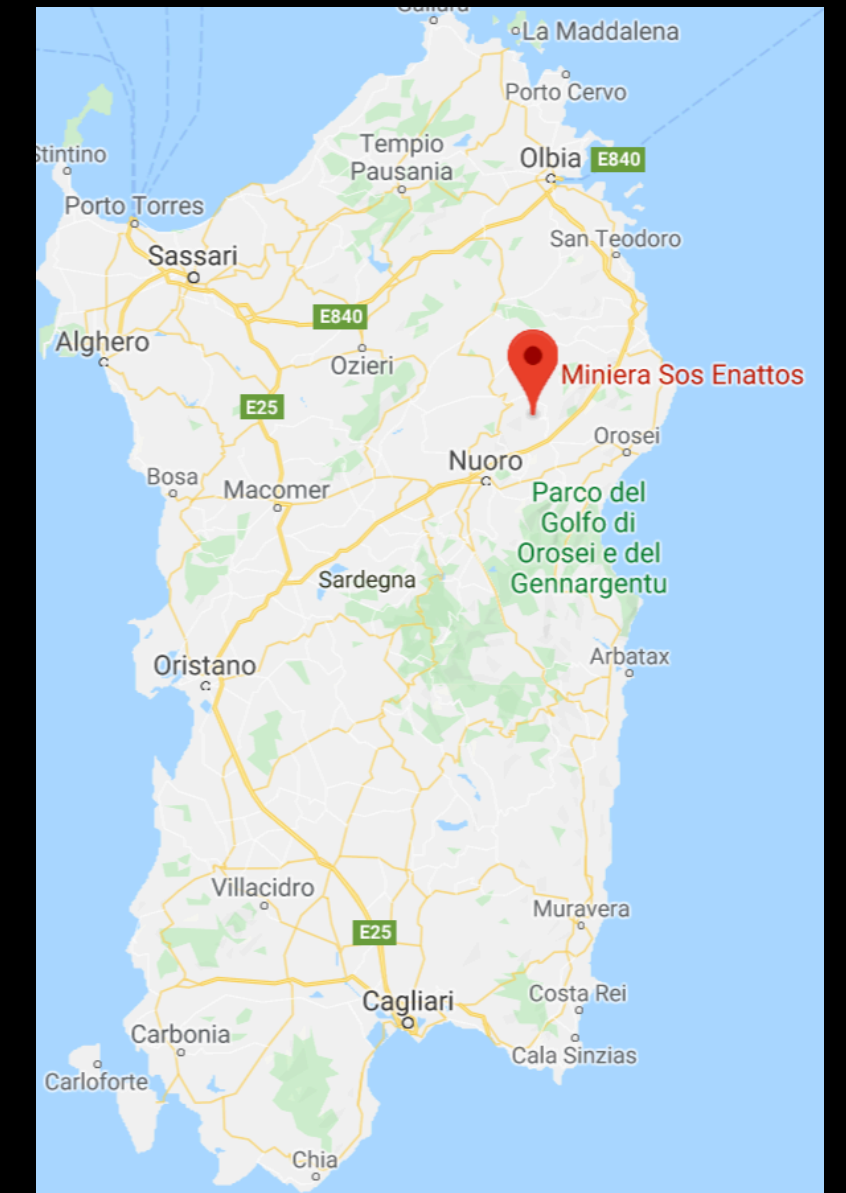 La Maddalena
Porto Cervo
Tempio
Pausania
Olbia
E840
Stintino
Porto Torres
San Teodoro
Sassari
E840
Alghero
Ozieri
Miniera Sos Enattos
E25
Orosei
Nuoro
Bosa
Macomer
Parco del
Golfo di
Orosei e del
Gennargentu
Sardegna
Oristano
Arbatax
Villacidro
Muravera
E25
Costa Rei
Cagliari
Carbonia
Cala Sinzias
Carloforte
Chia